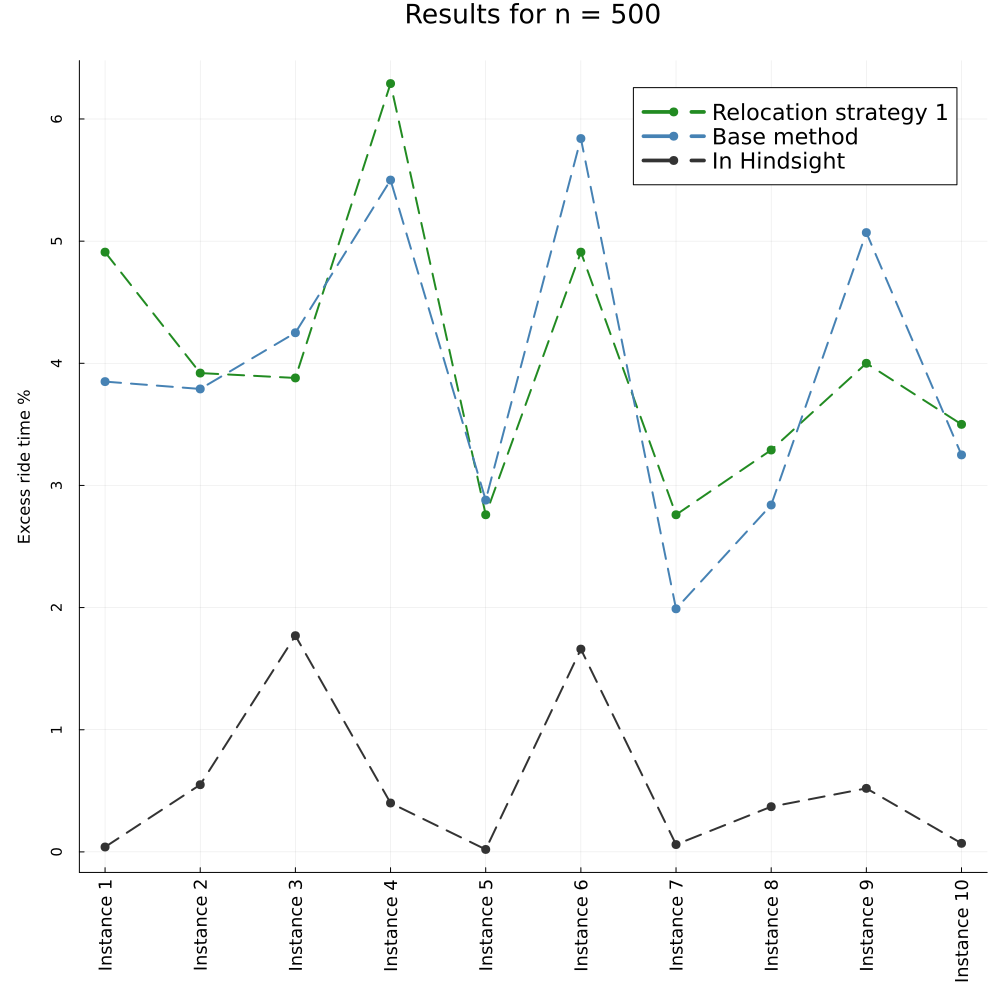 Results for n = 500
Relocation strategy 1
Base method
In Hindsight
Excess ride time %
6
5
4
3
2
1
0
Instance 1
Instance 2
Instance 3
Instance 4
Instance 5
Instance 6
Instance 7
Instance 8
Instance 9
Instance 10